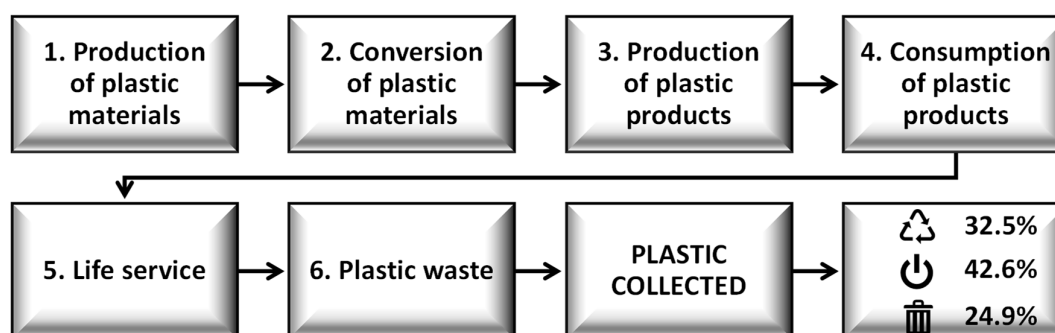 1. Production
of plastic
materials
2. Conversion
of plastic
materials
3. Production
of plastic
products
4. Consumption
of plastic
products
5. Life service
6. Plastic waste
PLASTIC
COLLECTED
32.5%
42.6%
24.9%